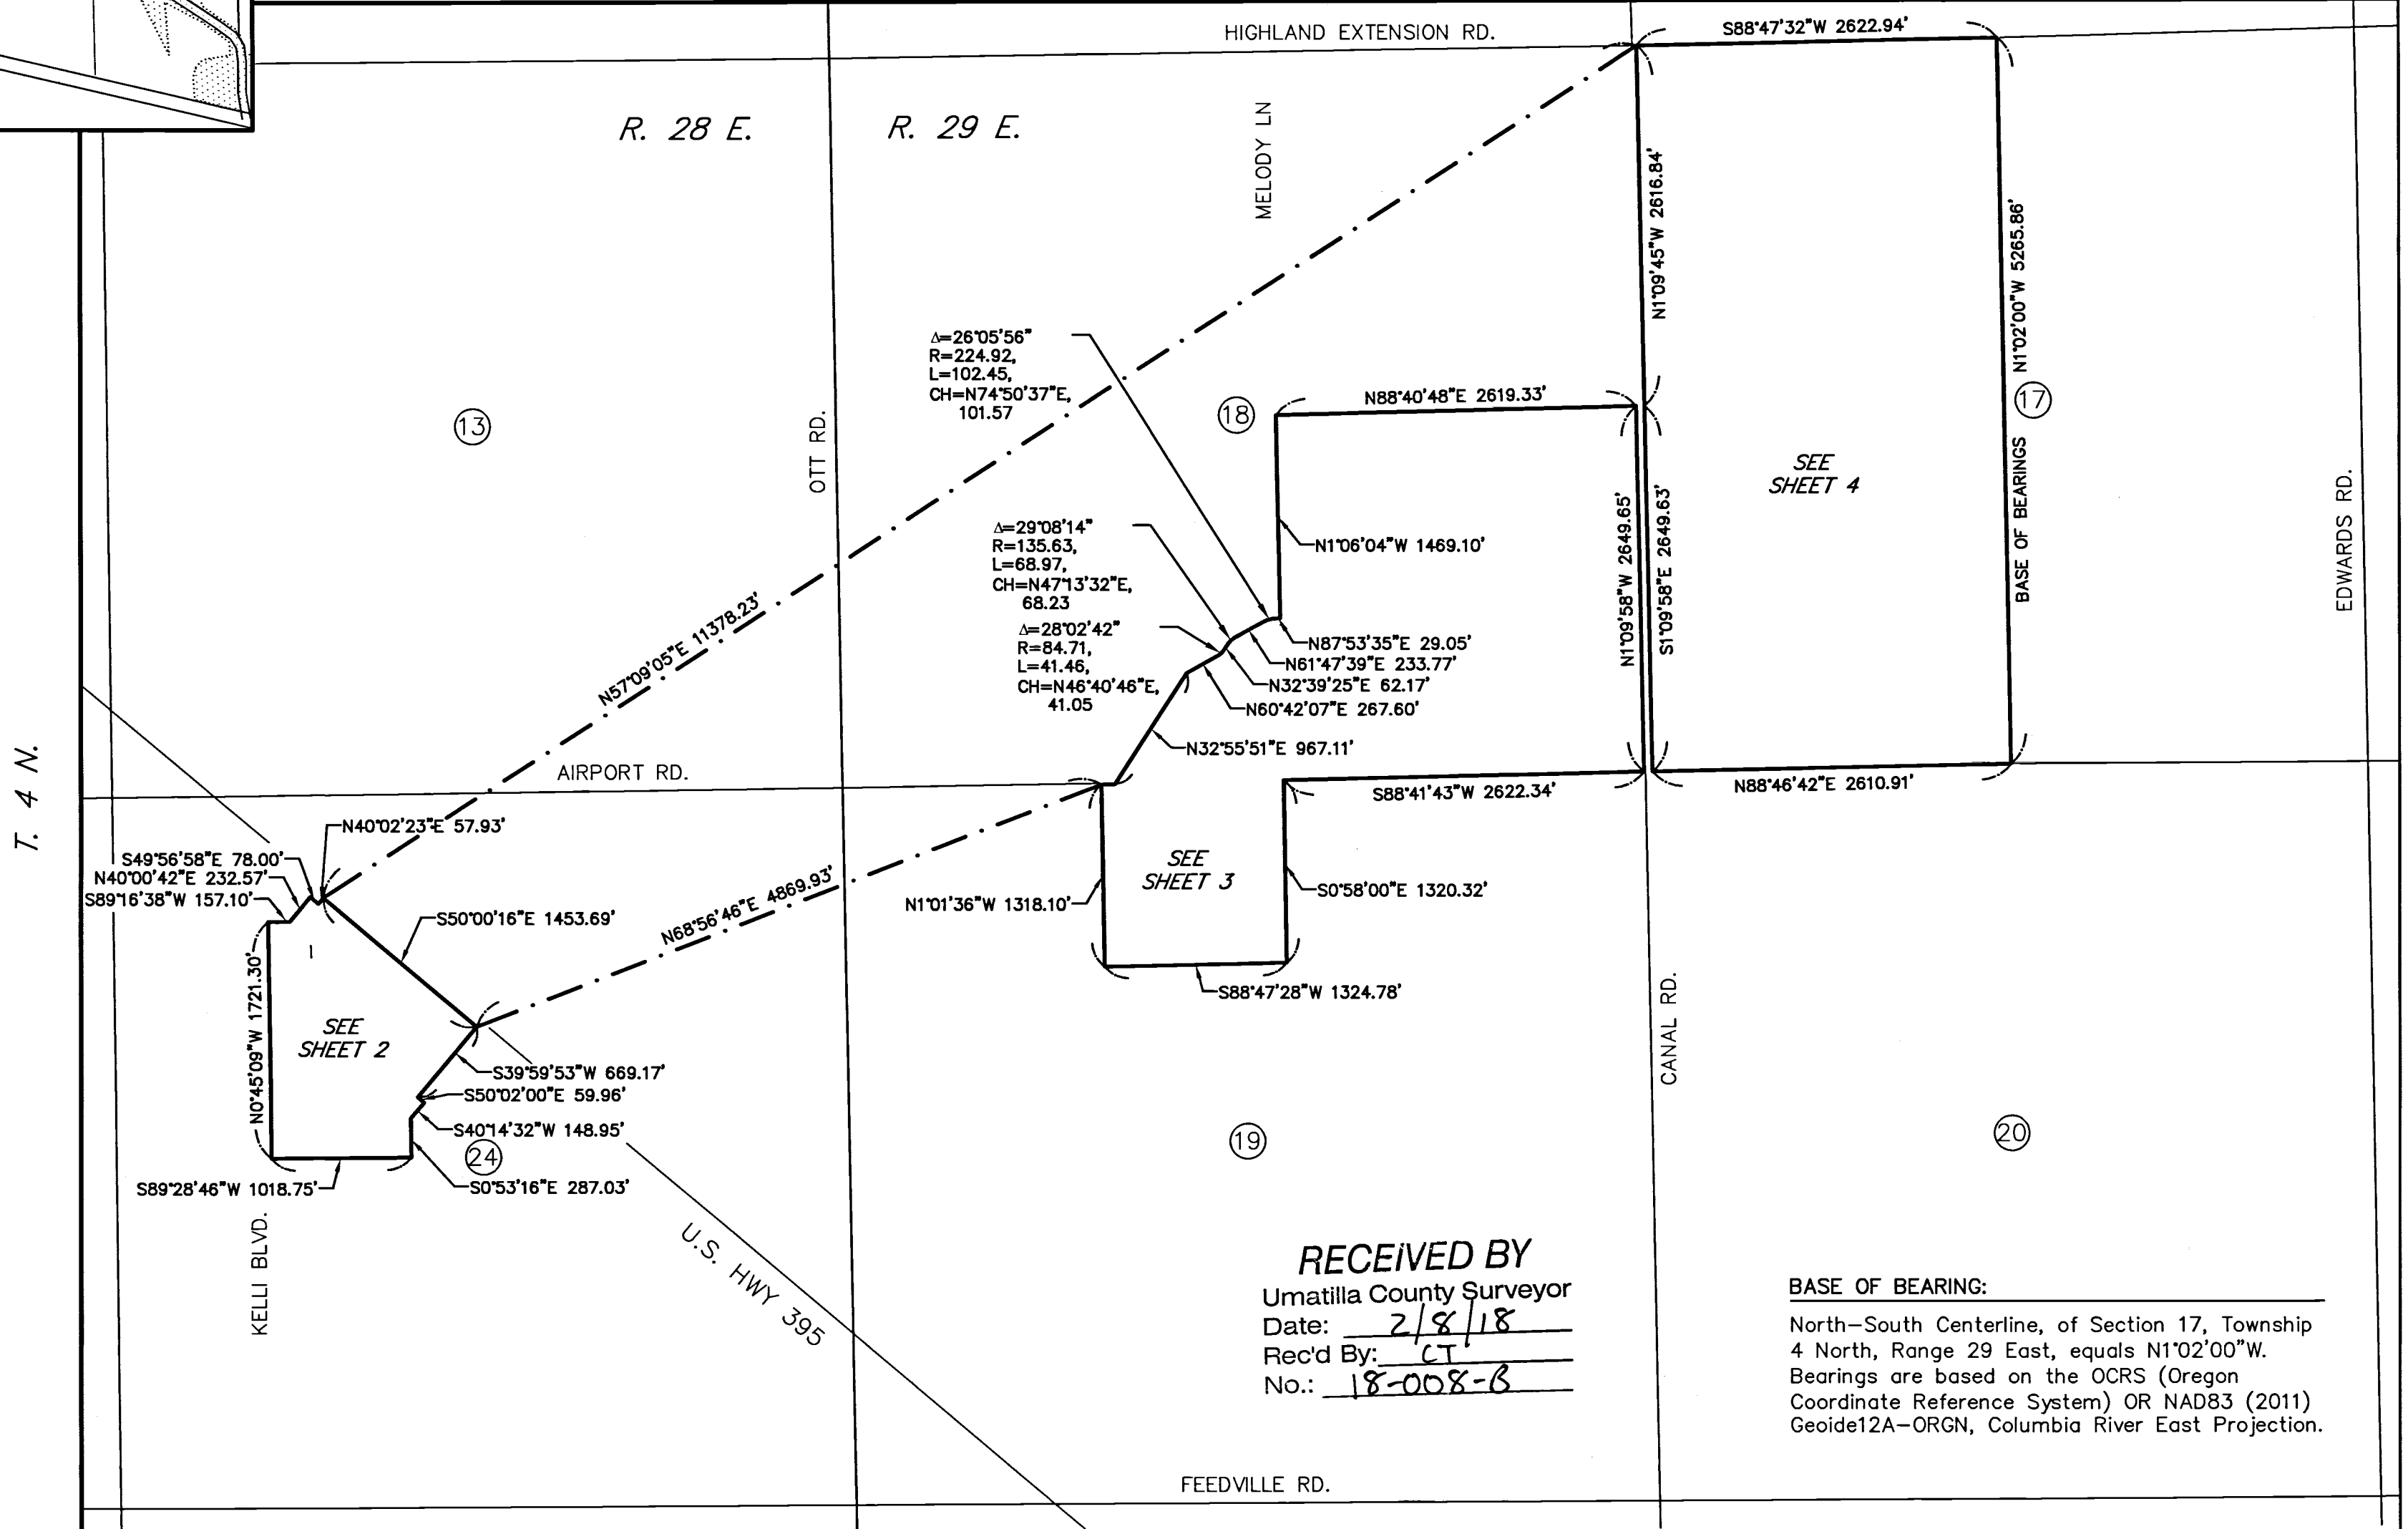 HIGHLAND EXTENSION RD.
S88°47'32"W 2622.94'
R. 28 E.
R. 29 E.
MELODY LN
N1°09'45"W 2616.84'
N1°02'00"W 5265.86'
BASE OF BEARINGS
Δ=26°05'56"
R=224.92,
L=102.45,
CH=N74°50'37"E,
101.57
13
OTT RD.
18
N88°40'48"E 2619.33'
17
SEE
SHEET 4
EDWARDS RD.
Δ=29°08'14"
R=135.63,
L=68.97,
CH=N47°13'32"E,
68.23
Δ=28°02'42"
R=84.71,
L=41.46,
CH=N46°40'46"E,
41.05
N1°06'04"W 1469.10'
N1°09'58"W 2649.65'
S1°09'58"E 2649.63'
N87°53'35"E 29.05'
N61°47'39"E 233.77'
N32°39'25"E 62.17'
N60°42'07"E 267.60'
N32°55'51"E 967.11'
N57°09'05"E 11378.23'
T. 4 N.
AIRPORT RD.
S88°41'43"W 2622.34'
N88°46'42"E 2610.91'
N40°02'23"E 57.93'
S49°56'58"E 78.00'
N40°00'42"E 232.57'
S89°16'38"W 157.10'
S50°00'16"E 1453.69'
N68°56'46"E 4869.93'
SEE
SHEET 3
N1°01'36"W 1318.10'
S0°58'00"E 1320.32'
S88°47'28"W 1324.78'
N0°45'09"W 1721.30'
SEE
SHEET 2
S39°59'53"W 669.17'
S50°02'00"E 59.96'
S40°14'32"W 148.95'
24
S89°28'46"W 1018.75'
S0°53'16"E 287.03'
CANAL RD.
19
20
KELLI BLVD.
U.S. HWY 395
RECEIVED BY
Umatilla County Surveyor
Date: 2/8/18
Rec'd By: CT
No.: 18-008-B
BASE OF BEARING:
North-South Centerline, of Section 17, Township
4 North, Range 29 East, equals N1°02'00"W.
Bearings are based on the OCRS (Oregon
Coordinate Reference System) OR NAD83 (2011)
Geoide12A-ORGN, Columbia River East Projection.
FEEDVILLE RD.